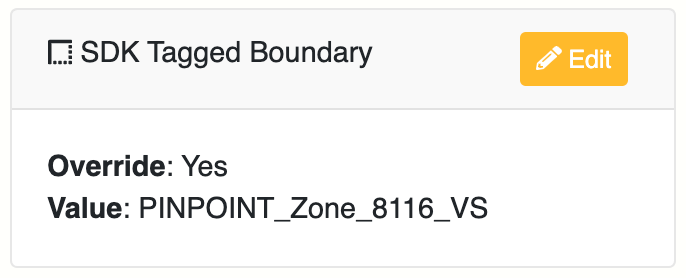 SDK Tagged Boundary
Edit
Override: Yes
Value: PINPOINT_Zone_8116_VS